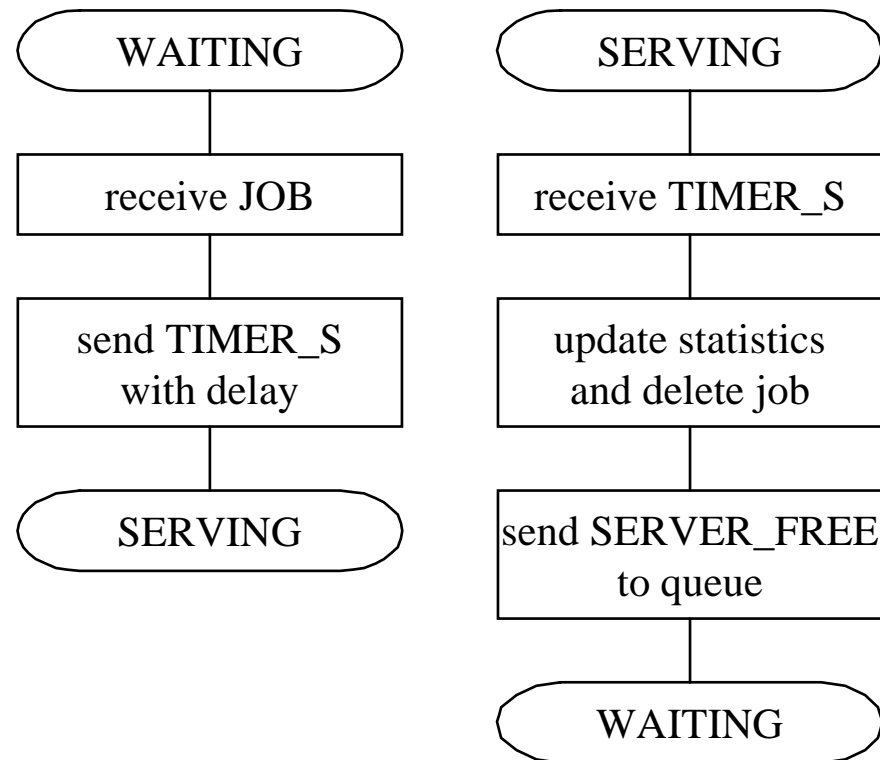 WAITING
receive JOB
send TIMER_S
with delay
SERVING
SERVING
receive TIMER_S
update statistics
and delete job
send SERVER_FREE
to queue
WAITING